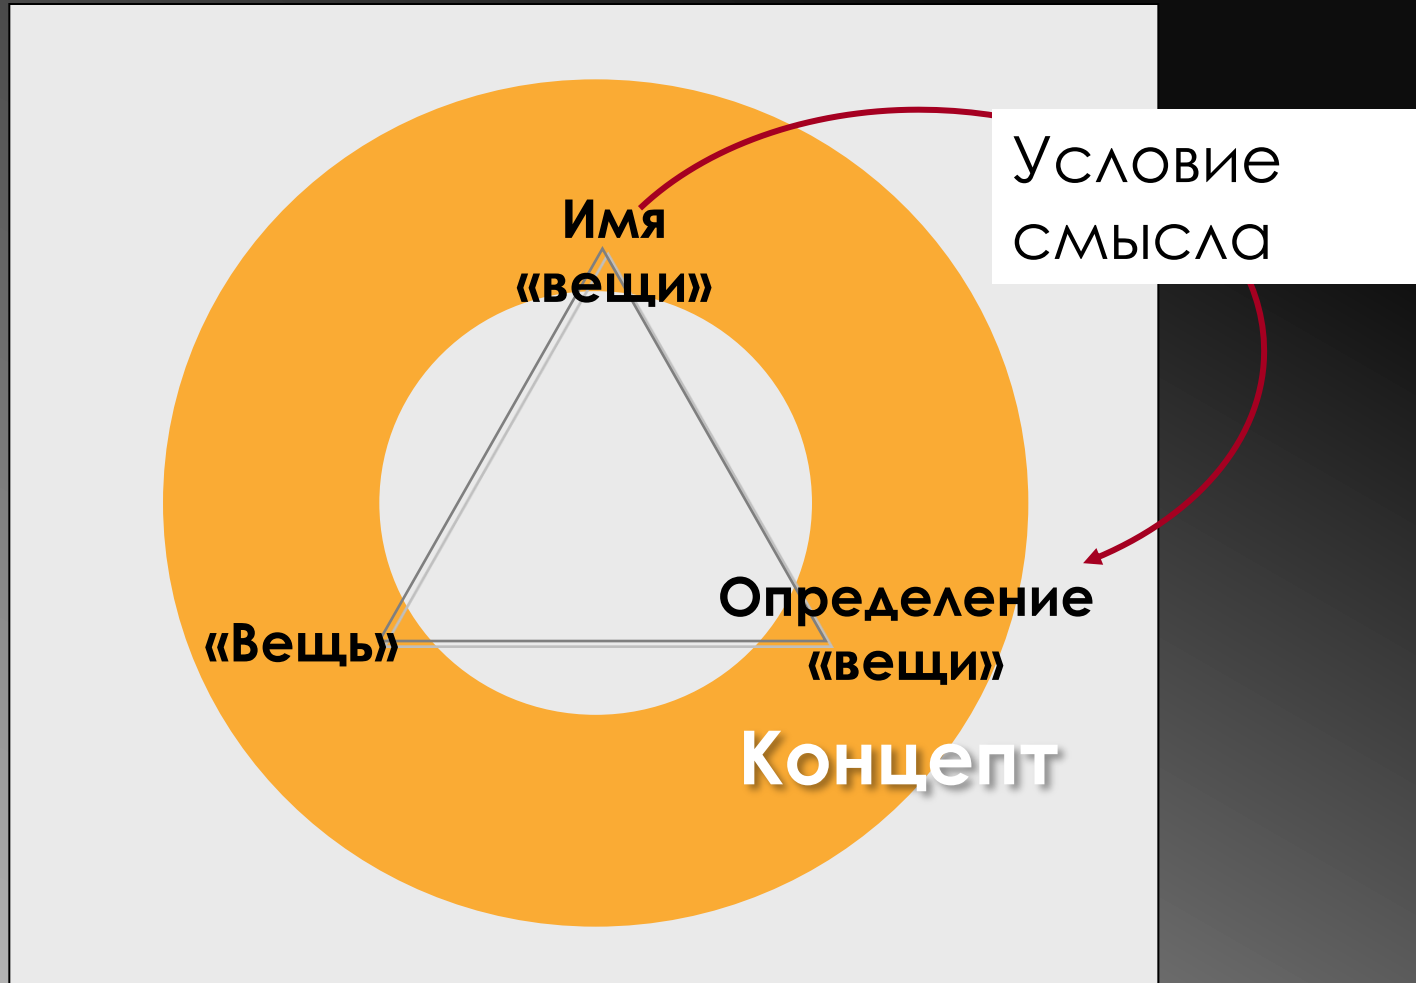 Условие
смысла
Имя
«вещи»
Определение
«Вещь»
«вещи»
Концепт